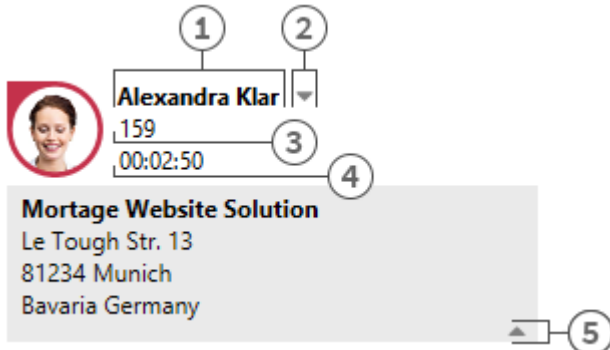 1 2
Alexandra Klar
159 3
00:02:50 4
Mortage Website Solution
Le Tough Str. 13
81234 Munich
Bavaria Germany
5